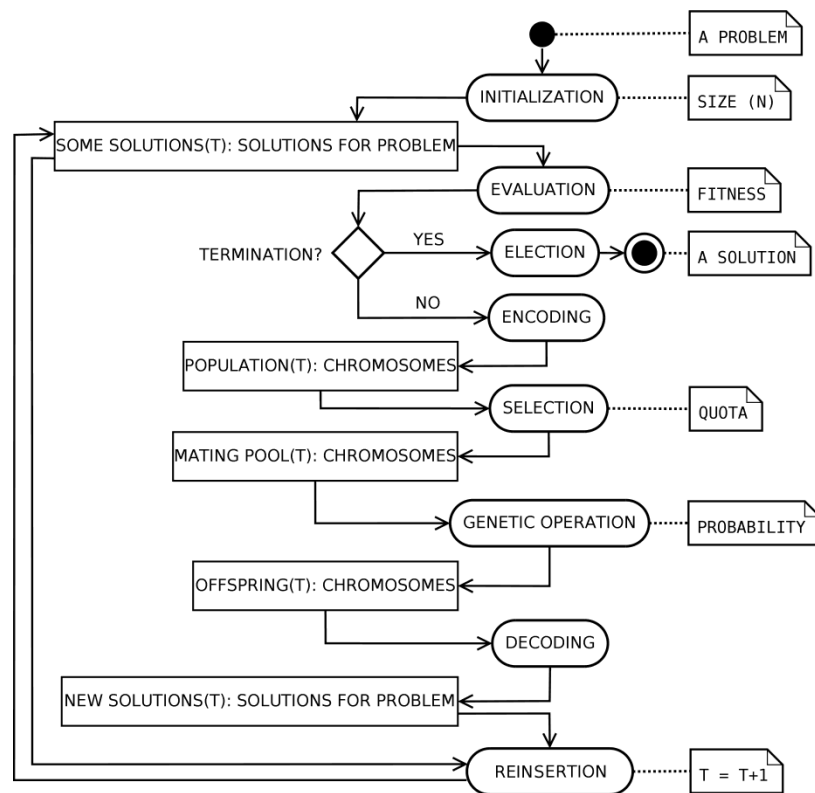 A PROBLEM
INITIALIZATION
SIZE (N)
SOME SOLUTIONS(T): SOLUTIONS FOR PROBLEM
EVALUATION
FITNESS
TERMINATION?
YES
ELECTION
A SOLUTION
NO
ENCODING
POPULATION(T): CHROMOSOMES
SELECTION
QUOTA
MATING POOL(T): CHROMOSOMES
GENETIC OPERATION
PROBABILITY
OFFSPRING(T): CHROMOSOMES
DECODING
NEW SOLUTIONS(T): SOLUTIONS FOR PROBLEM
REINSERTION
T = T+1